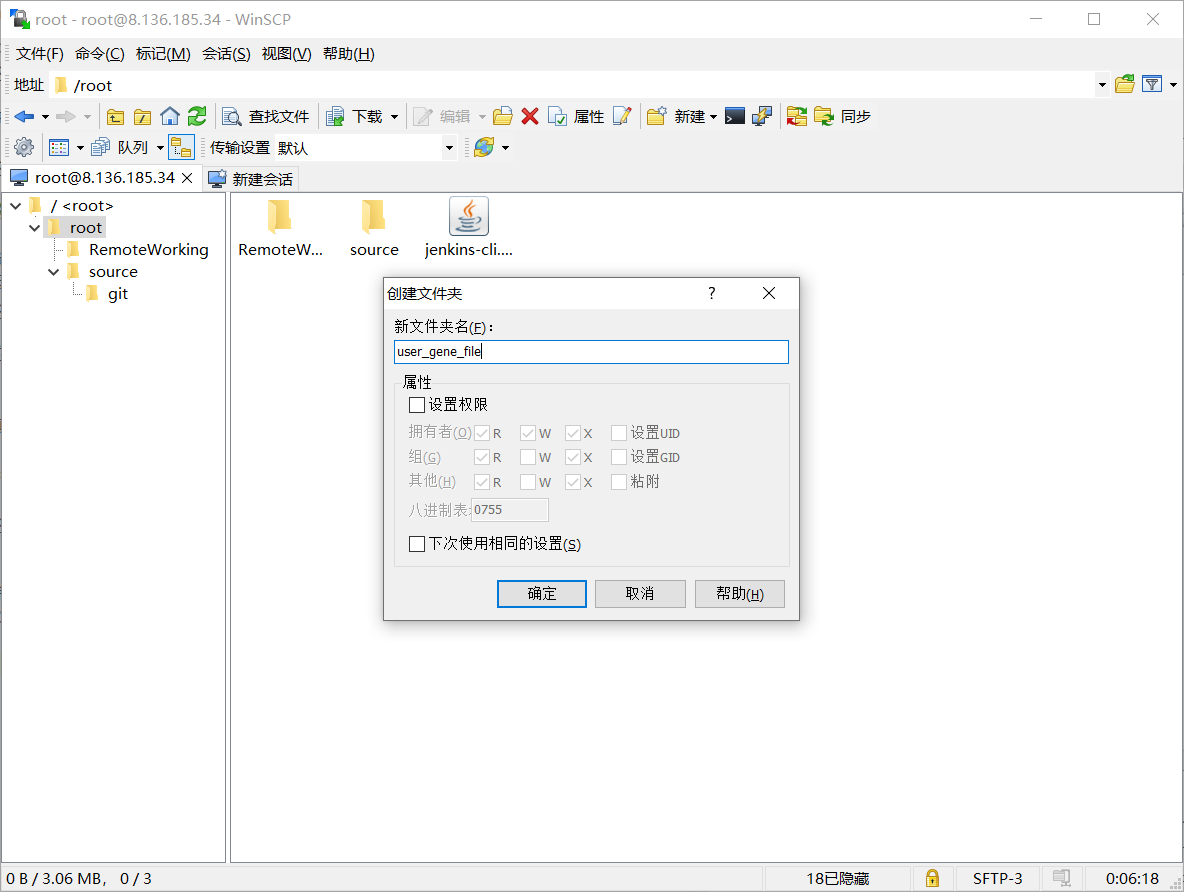 root - root@8.136.185.34 - WinSCP
文件(F) 命令(C) 标记(M) 会话(S) 视图(V) 帮助(H)
地址 /root
查找文件 下载 编辑 属性 新建 同步
队列 传输设置 默认
root@8.136.185.34 新建会话
/ <root>
root
RemoteWorking
source
git
RemoteW... source jenkins-cli....
创建文件夹 ?
新文件夹名(F):
user_gene_file
属性
设置权限
拥有者(O) R W X 设置UID
组(G) R W X 设置GID
其他(H) R W X 粘附
八进制表: 0755
下次使用相同的设置(S)
确定 取消 帮助(H)
0 B / 3.06 MB, 0 / 3 18已隐藏 SFTP-3 0:06:18